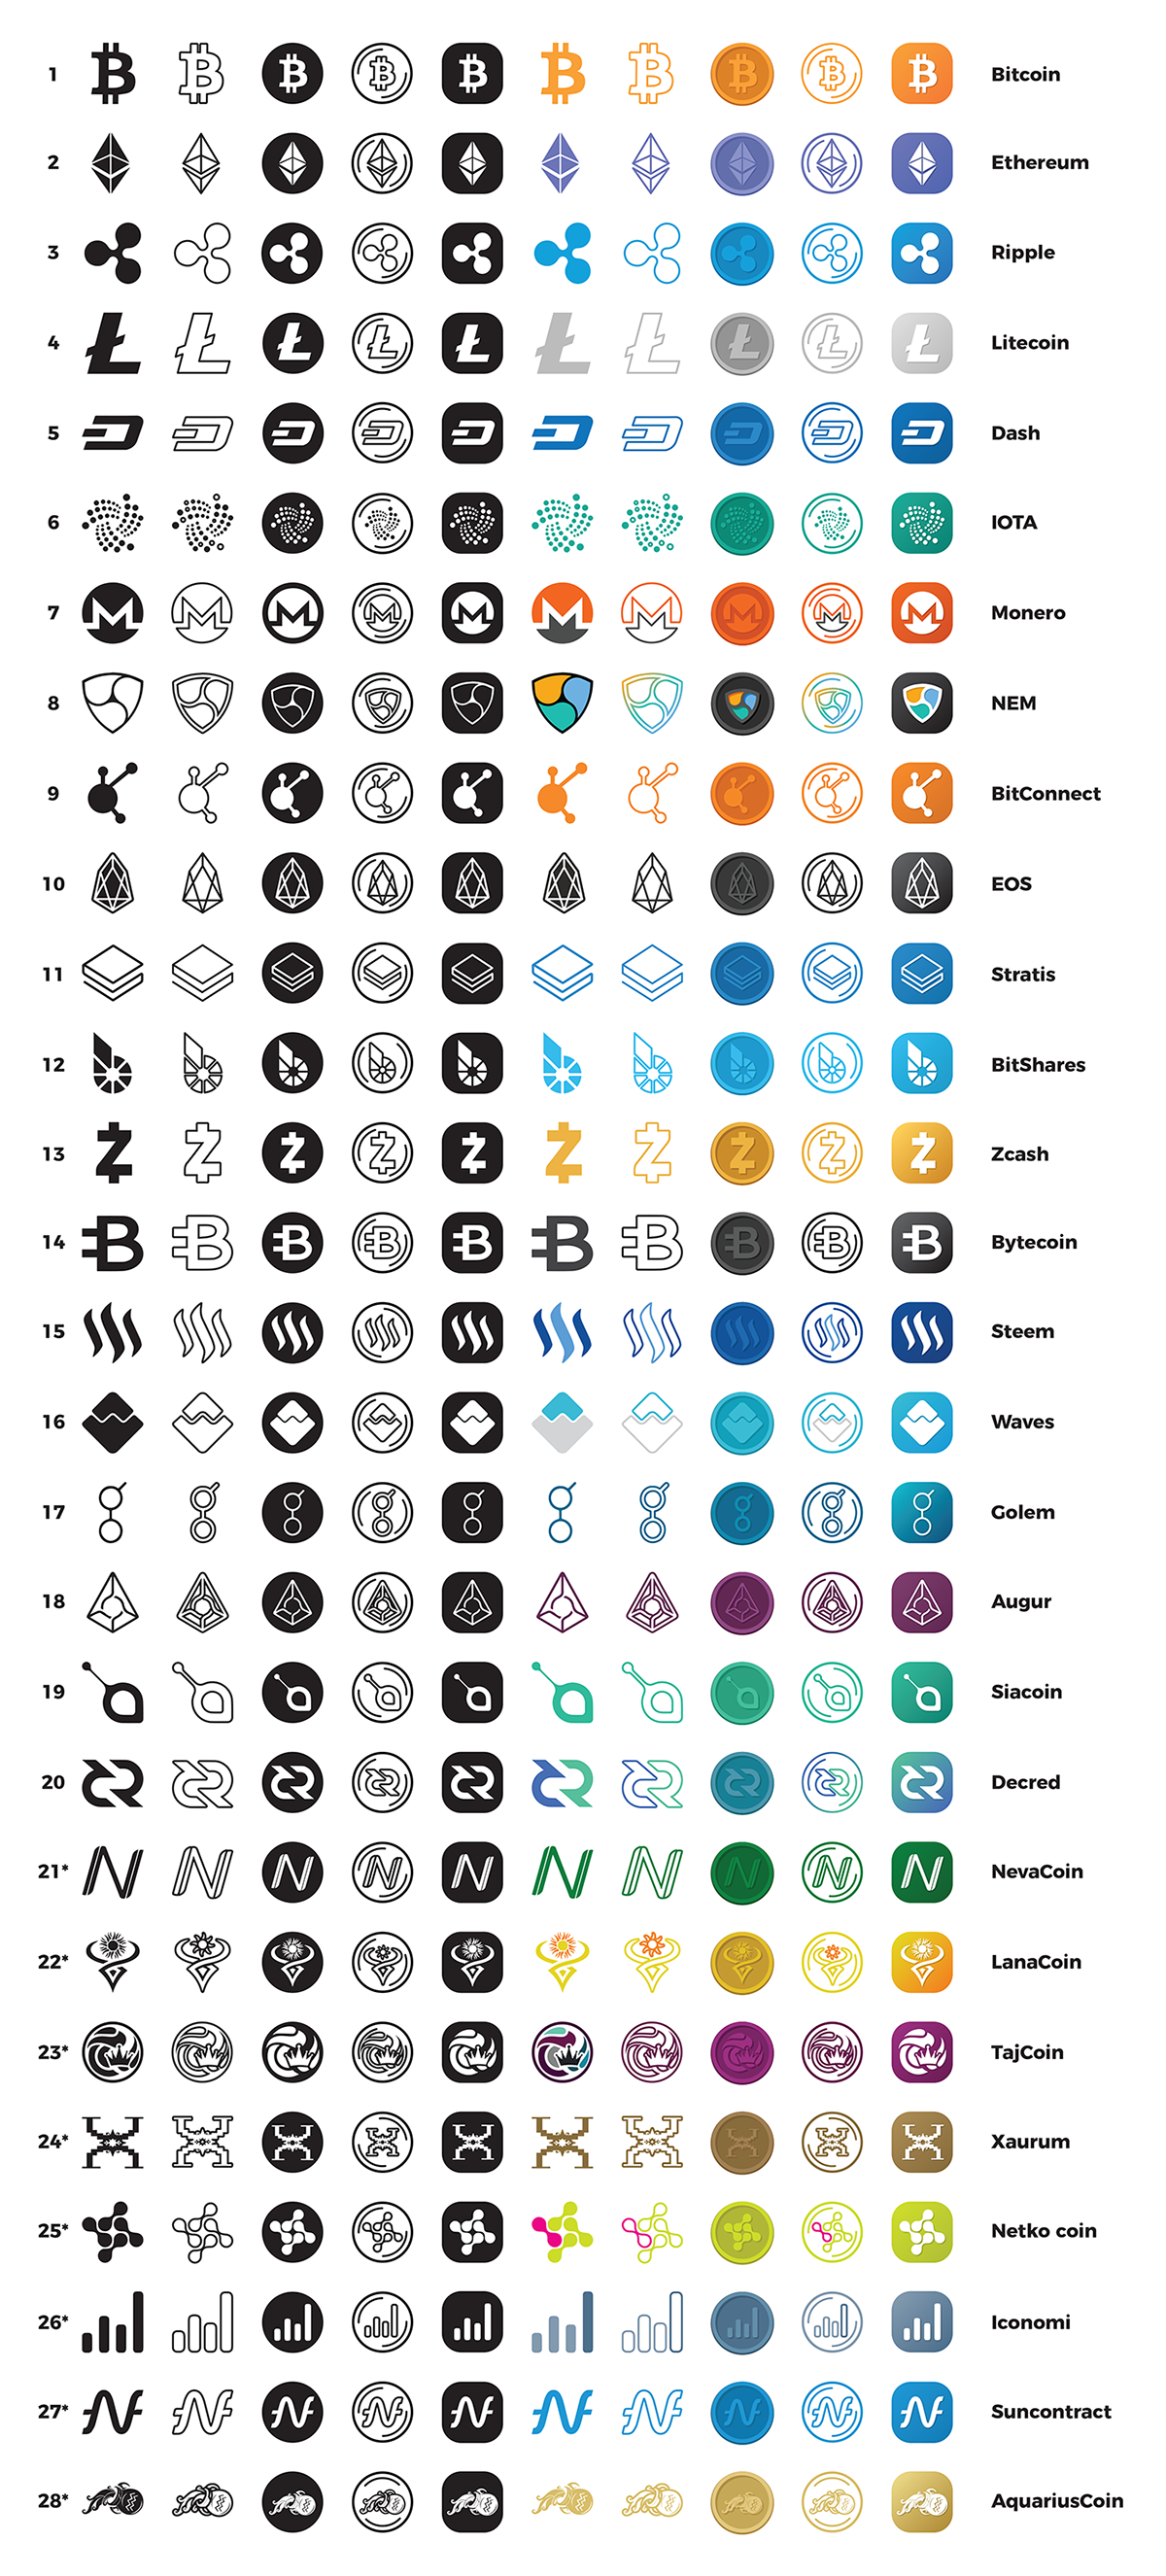 1 Bitcoin
2 Ethereum
3 Ripple
4 Litecoin
5 Dash
6 IOTA
7 Monero
8 NEM
9 BitConnect
10 EOS
11 Stratis
12 BitShares
13 Zcash
14 Bytecoin
15 Steem
16 Waves
17 Golem
18 Augur
19 Siacoin
20 Decred
21* NevaCoin
22* LanaCoin
23* TajCoin
24* Xaurum
25* Netko coin
26* Iconomi
27* Suncontract
28* AquariusCoin